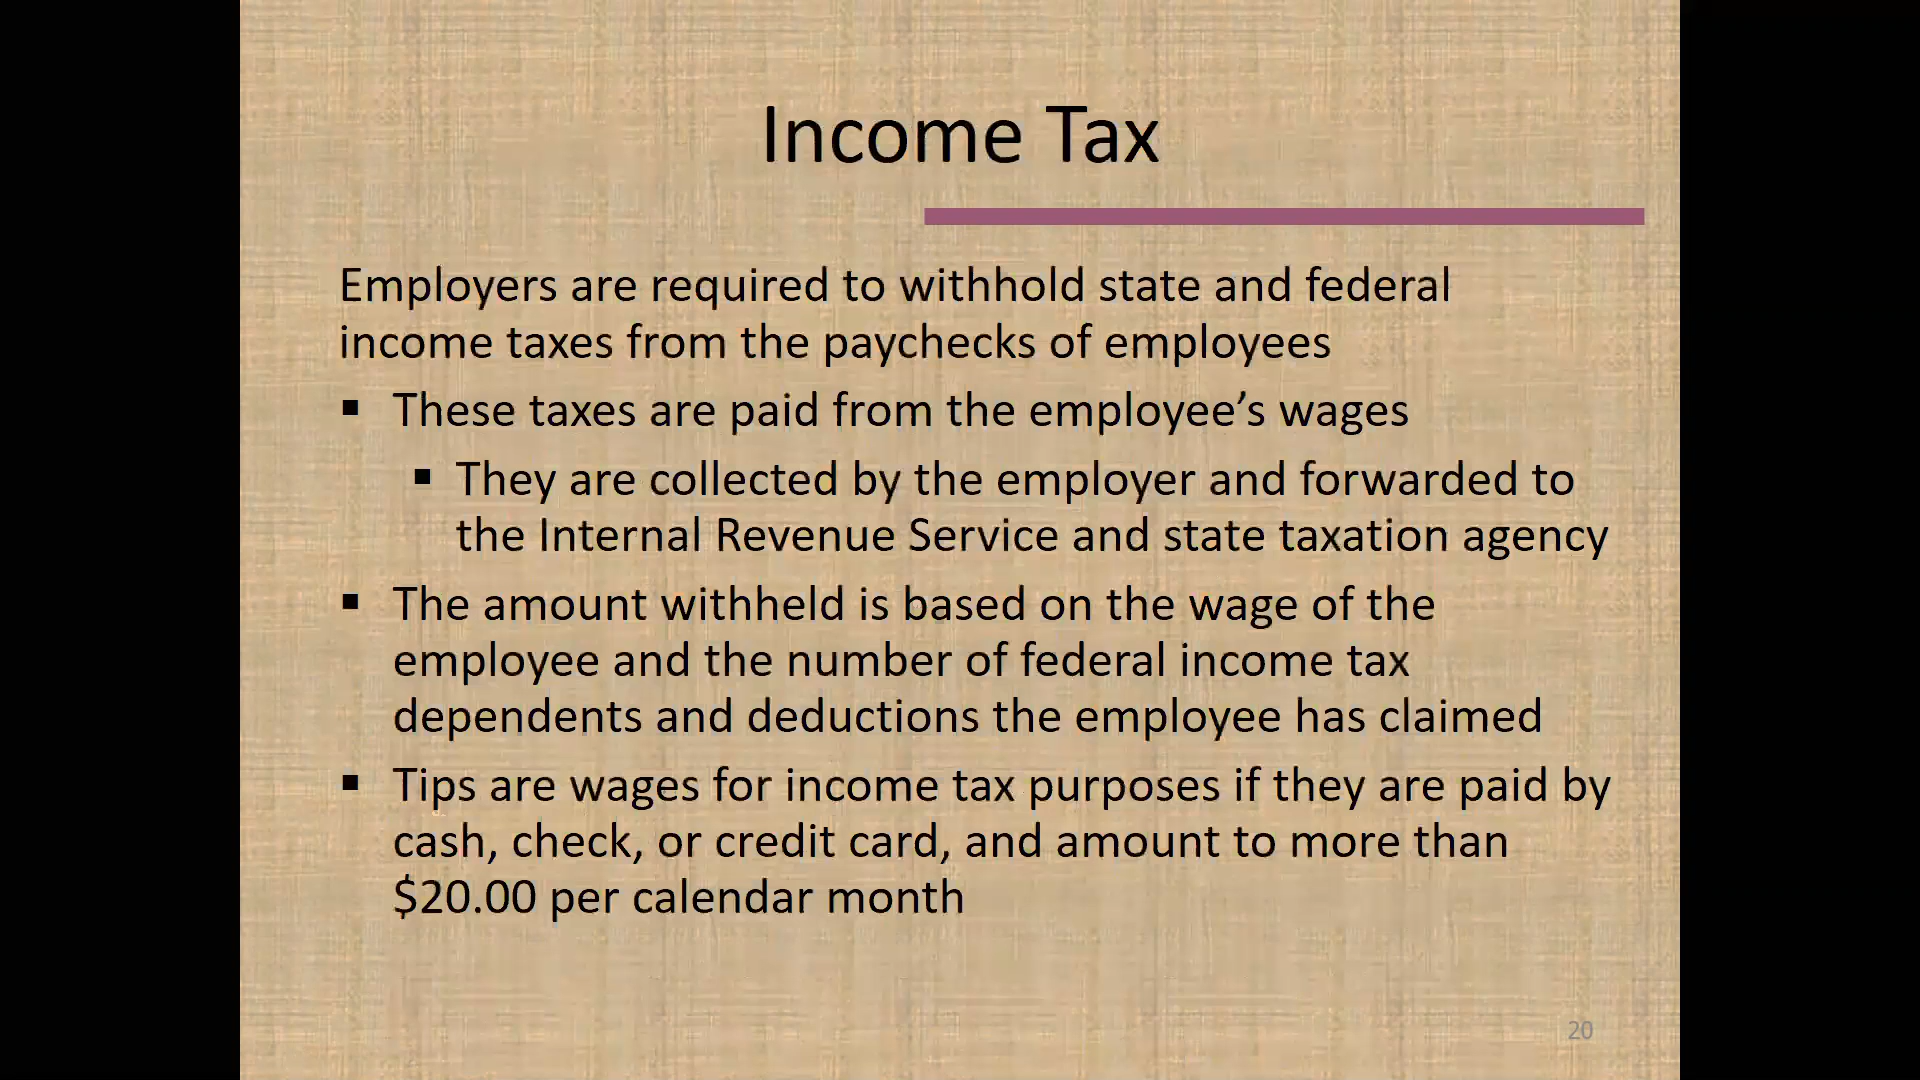 Income Tax
Employers are required to withhold state and federal
income taxes from the paychecks of employees
▪ These taxes are paid from the employee’s wages
▪ They are collected by the employer and forwarded to
the Internal Revenue Service and state taxation agency
▪ The amount withheld is based on the wage of the
employee and the number of federal income tax
dependents and deductions the employee has claimed
▪ Tips are wages for income tax purposes if they are paid by
cash, check, or credit card, and amount to more than
$20.00 per calendar month
20